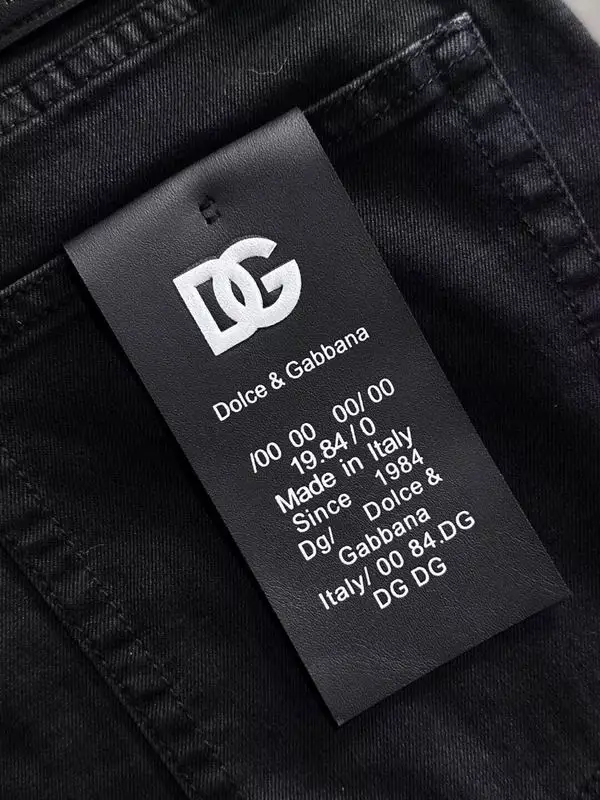 DG
Dolce & Gabbana
/00 00 00/00
19.84/0
Made in Italy
Since 1984
Dg/ Dolce &
Gabbana
Italy/ 00 84.DG
DG DG